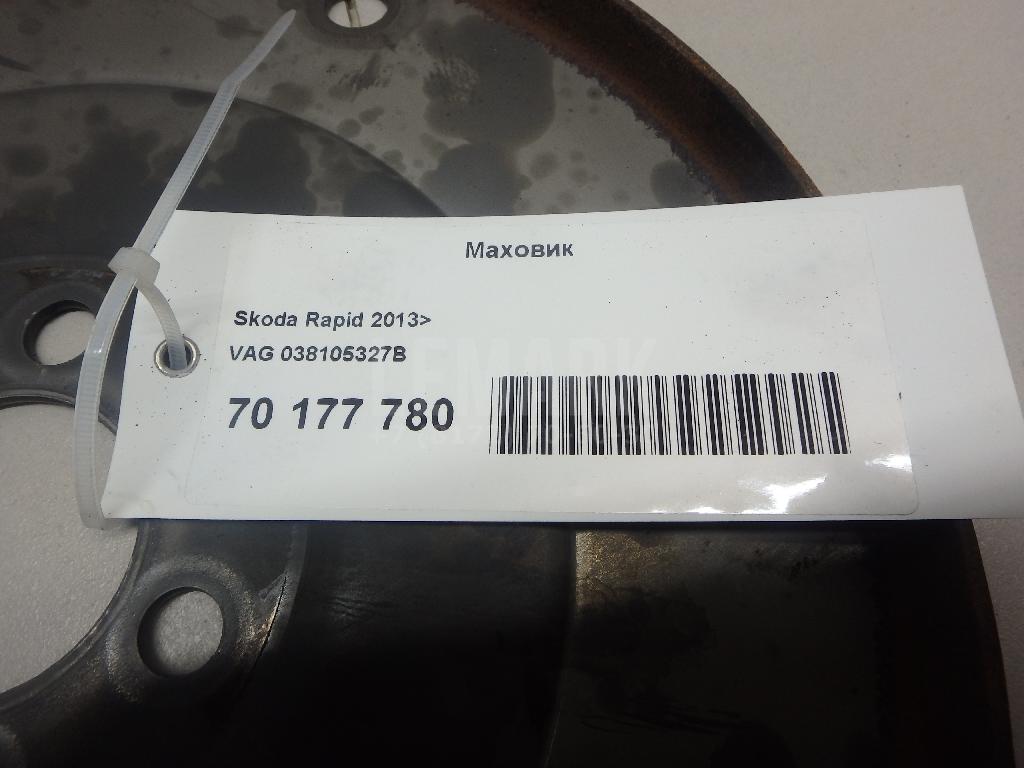 Маховик
Skoda Rapid 2013>
VAG 038105327B
70 177 780